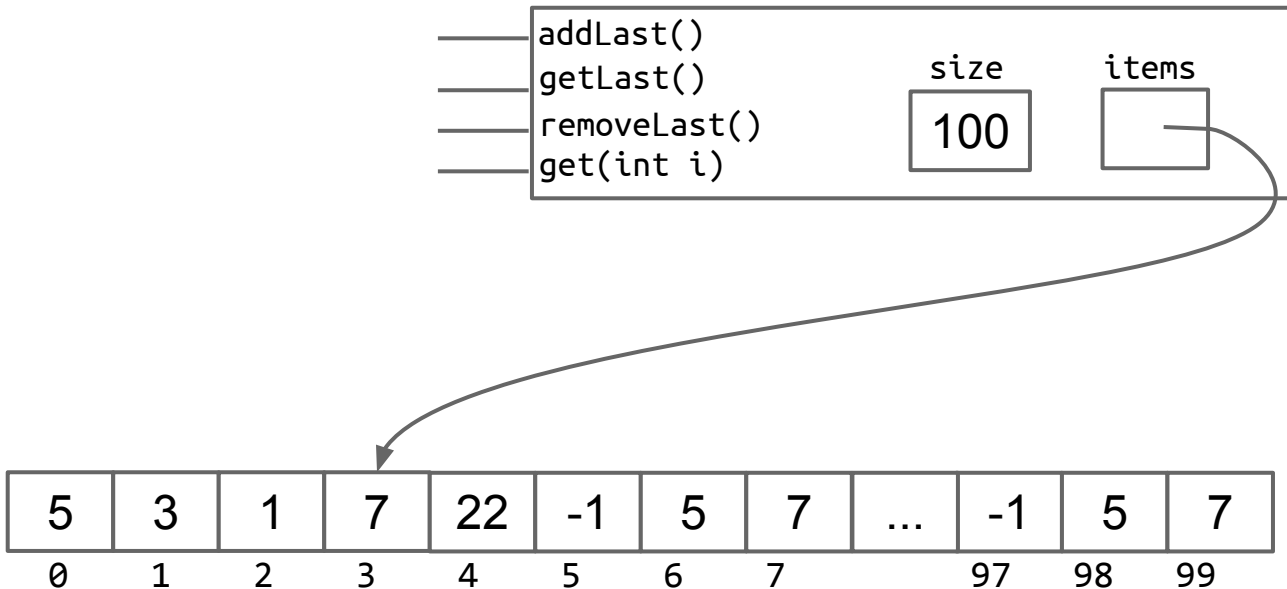 addLast()
getLast()
removeLast()
get(int i)
size
items
100
5 3 1 7 22 -1 5 7 ... -1 5 7
0 1 2 3 4 5 6 7 97 98 99